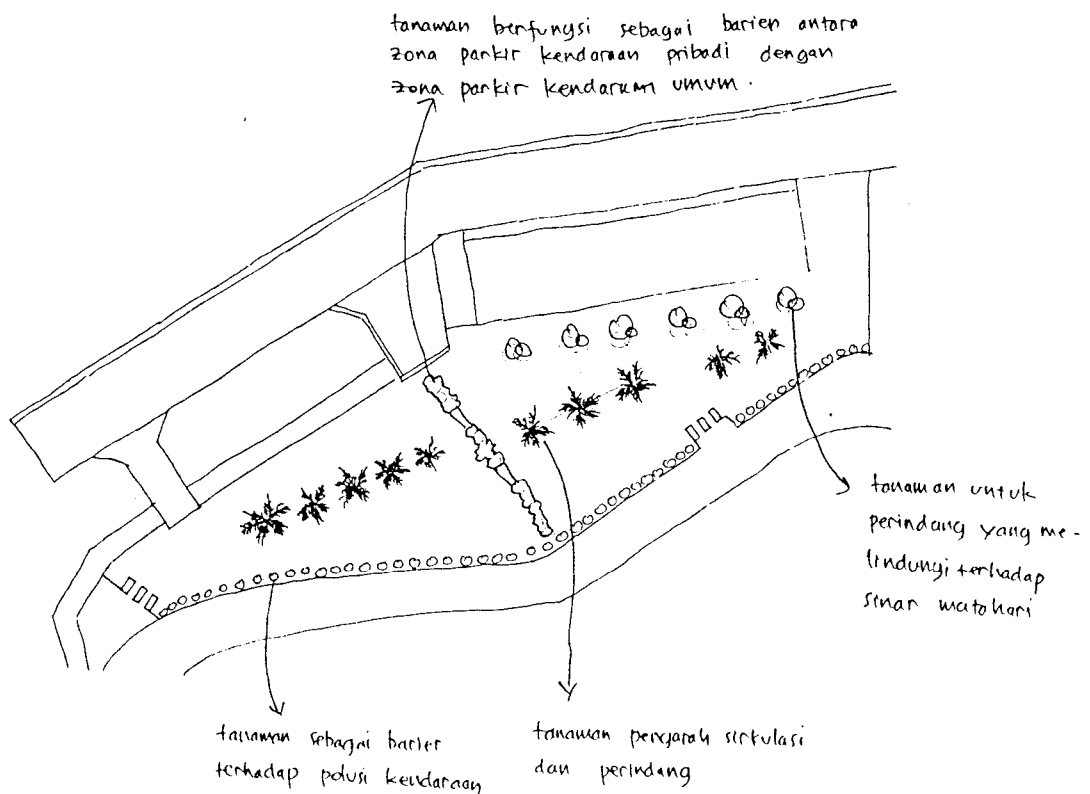 tanaman berfungsi sebagai barier antara
zona parkir kendaraan pribadi dengan
zona parkir kendaraan umum.
tanaman untuk
perindang yang me-
lindungi terhadap
sinar matahari
tanaman sebagai barier
terhadap polusi kendaraan
tanaman pengarah sirkulasi
dan perindang